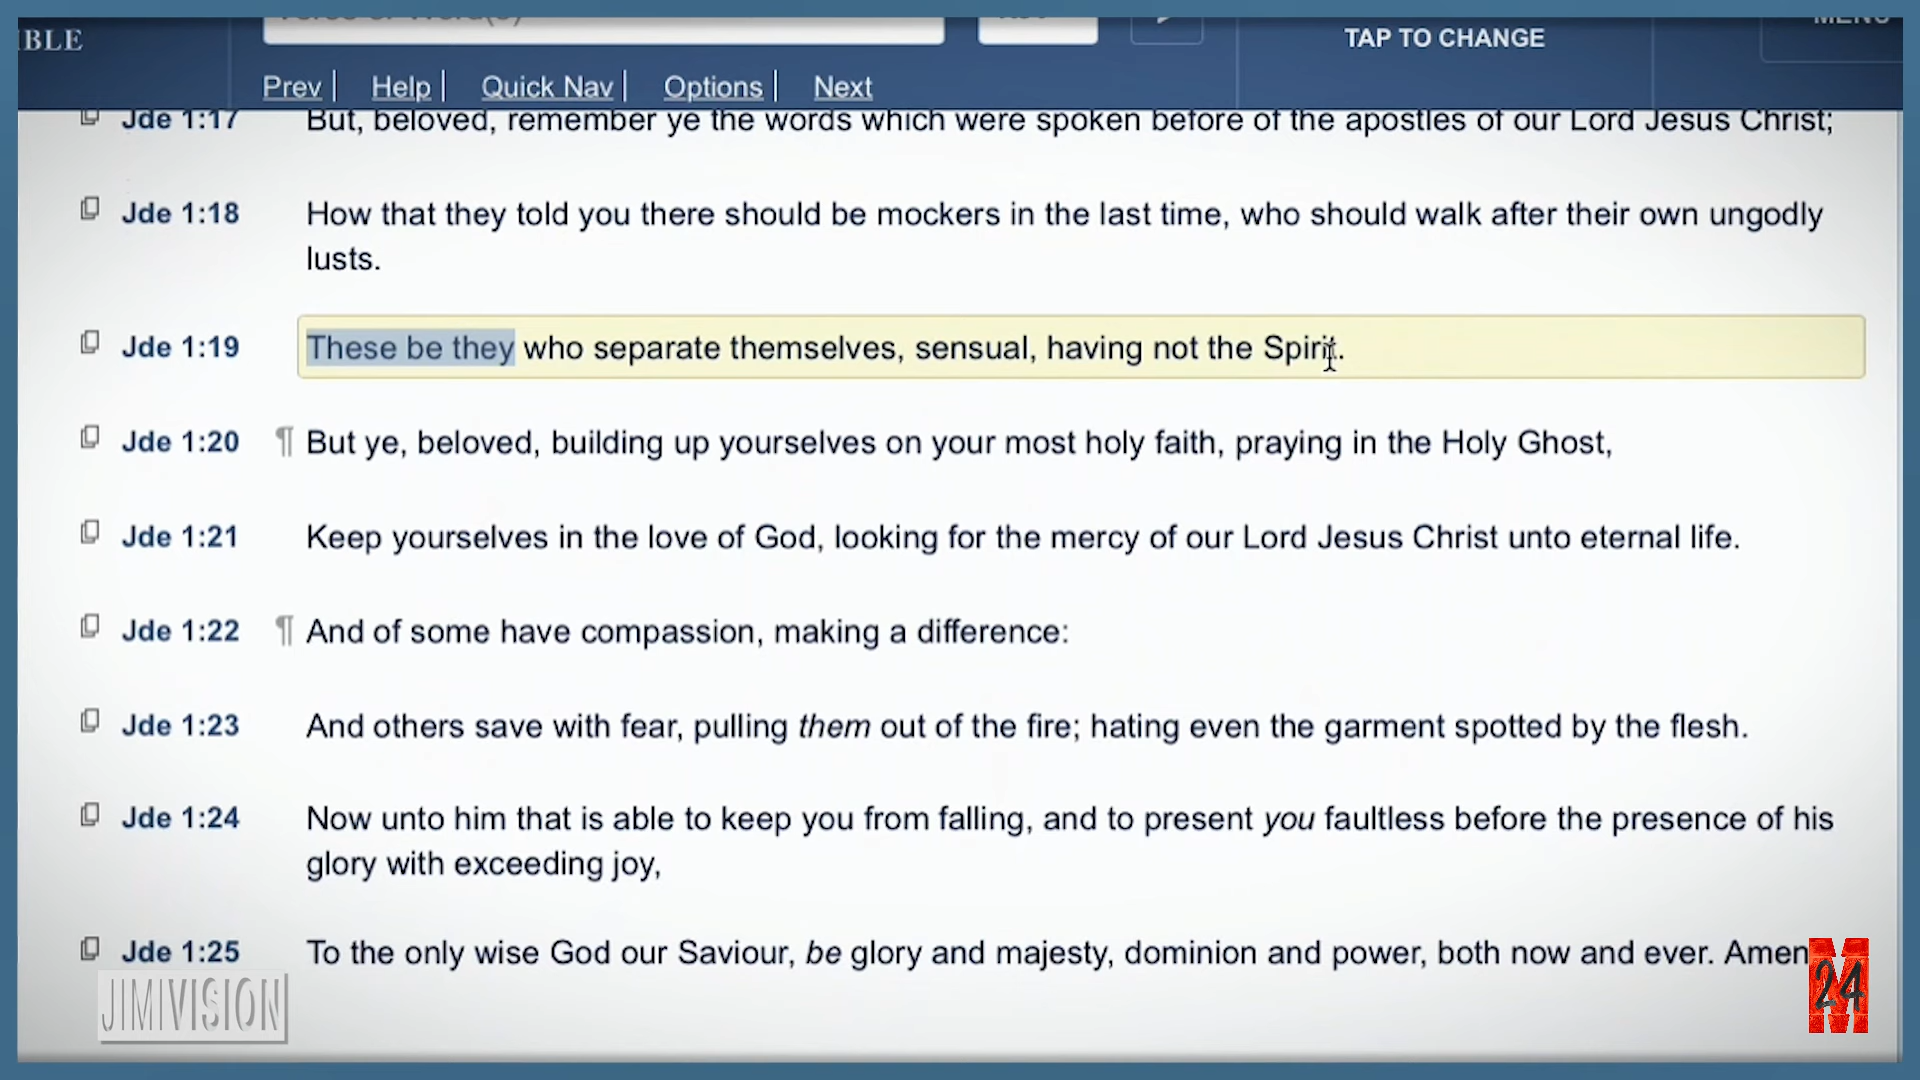 IBLE
TAP TO CHANGE
MENU
Prev | Help | Quick Nav | Options | Next
Jde 1:17 But, beloved, remember ye the words which were spoken before of the apostles of our Lord Jesus Christ;
Jde 1:18 How that they told you there should be mockers in the last time, who should walk after their own ungodly
lusts.
Jde 1:19 These be they who separate themselves, sensual, having not the Spirit.
Jde 1:20 ¶ But ye, beloved, building up yourselves on your most holy faith, praying in the Holy Ghost,
Jde 1:21 Keep yourselves in the love of God, looking for the mercy of our Lord Jesus Christ unto eternal life.
Jde 1:22 ¶ And of some have compassion, making a difference:
Jde 1:23 And others save with fear, pulling them out of the fire; hating even the garment spotted by the flesh.
Jde 1:24 Now unto him that is able to keep you from falling, and to present you faultless before the presence of his
glory with exceeding joy,
Jde 1:25 To the only wise God our Saviour, be glory and majesty, dominion and power, both now and ever. Amen
JIMIVISION
M 24